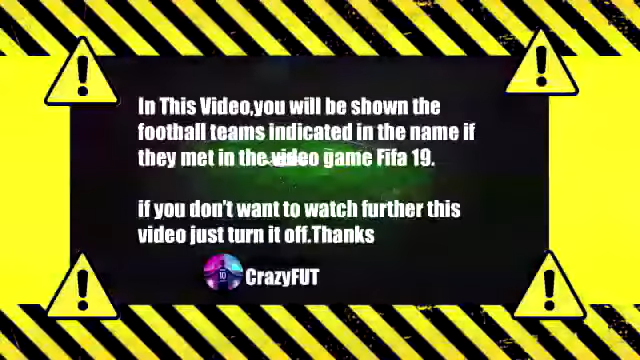 In This Video,you will be shown the
football teams indicated in the name if
they met in the video game Fifa 19.
if you don't want to watch further this
video just turn it off.Thanks
10
CrazyFUT